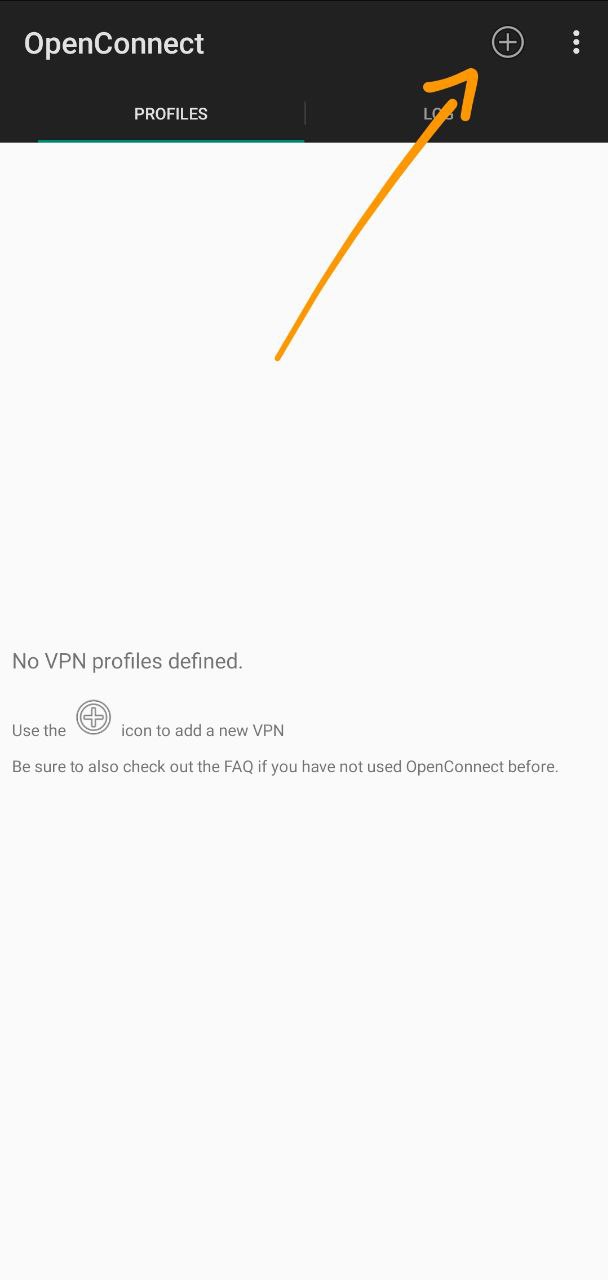 OpenConnect
PROFILES
LOG
No VPN profiles defined.
Use the icon to add a new VPN
Be sure to also check out the FAQ if you have not used OpenConnect before.